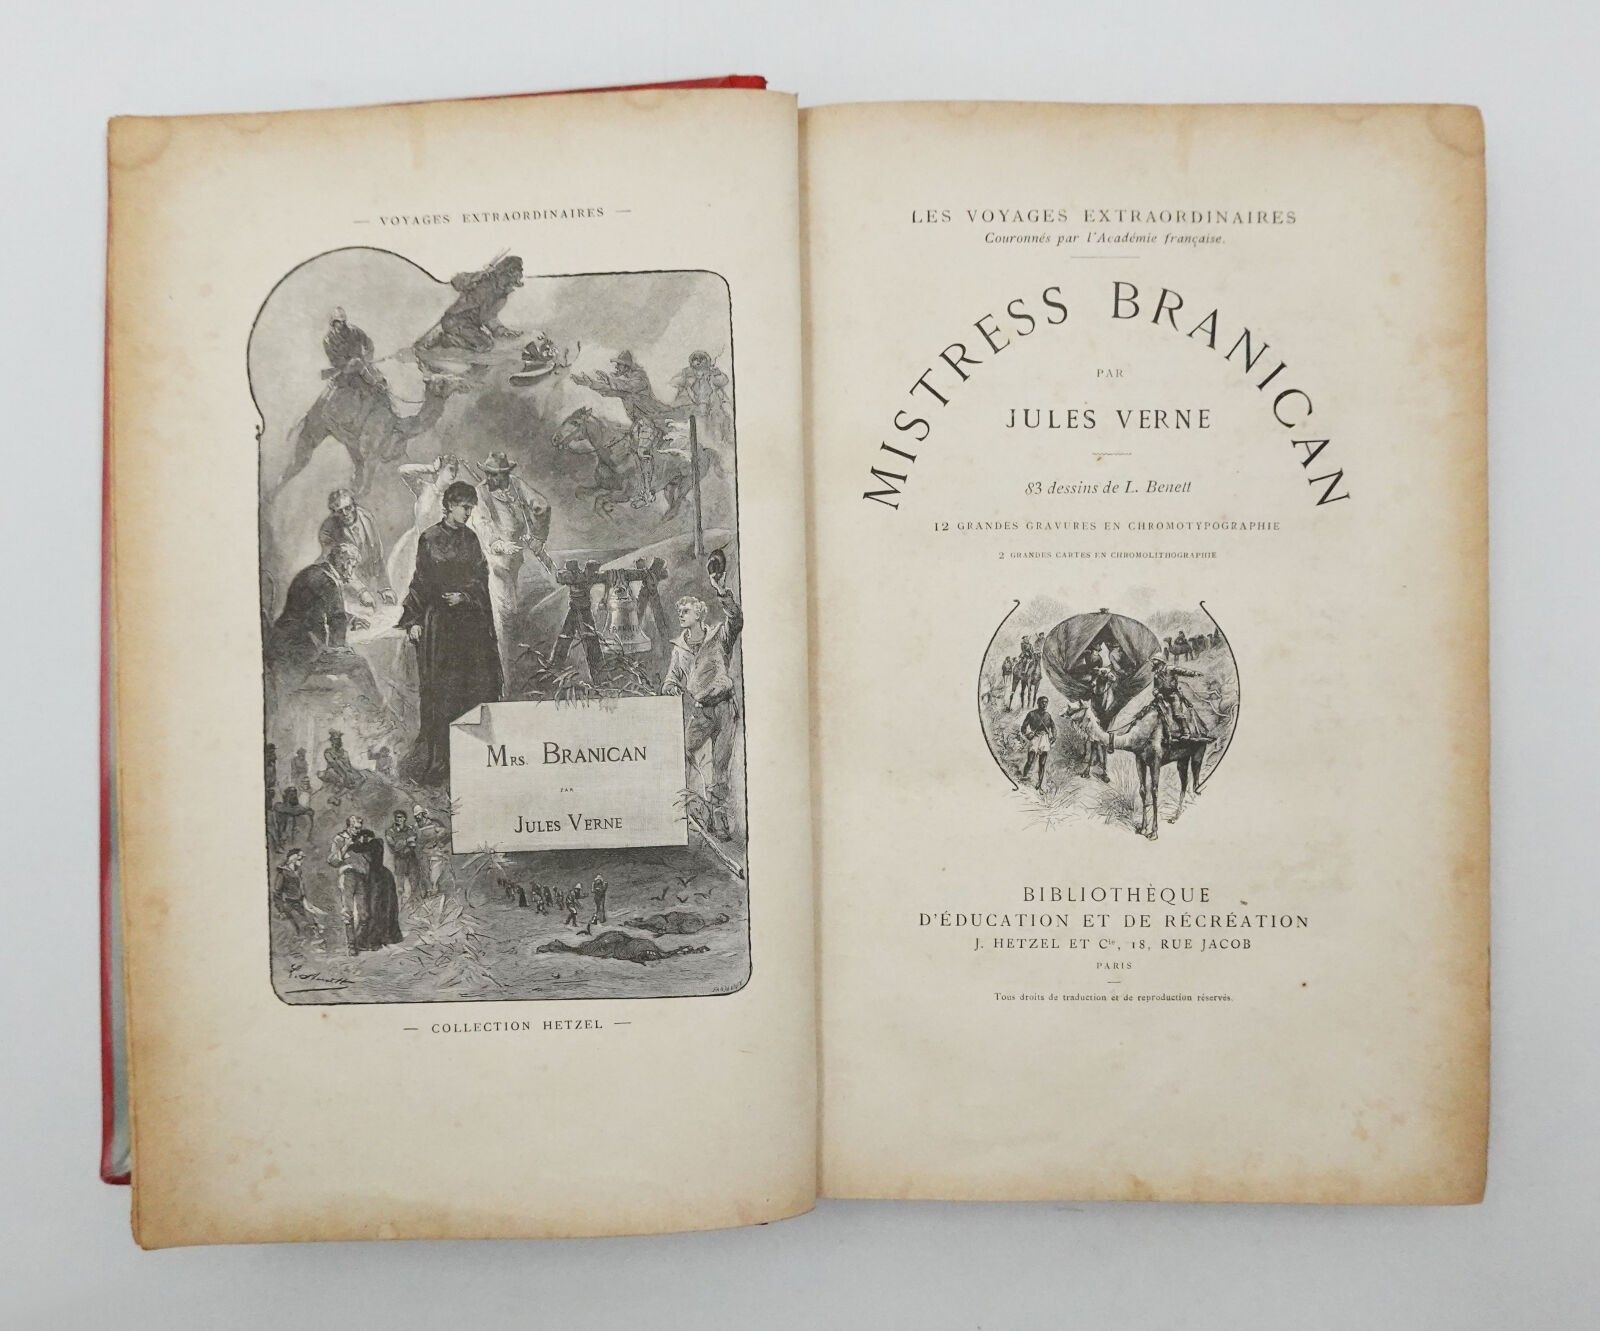 — VOYAGES EXTRAORDINAIRES —
MRS. BRANICAN
PAR
JULES VERNE
— COLLECTION HETZEL —
LES VOYAGES EXTRAORDINAIRES
Couronnés par l'Académie française.
MISTRESS BRANICAN
PAR
JULES VERNE
83 dessins de L. Benett
12 GRANDES GRAVURES EN CHROMOTYPOGRAPHIE
2 GRANDES CARTES EN CHROMOLITHOGRAPHIE
BIBLIOTHÈQUE
D'ÉDUCATION ET DE RÉCRÉATION
J. HETZEL ET Cie, 18, RUE JACOB
PARIS
Tous droits de traduction et de reproduction réservés.